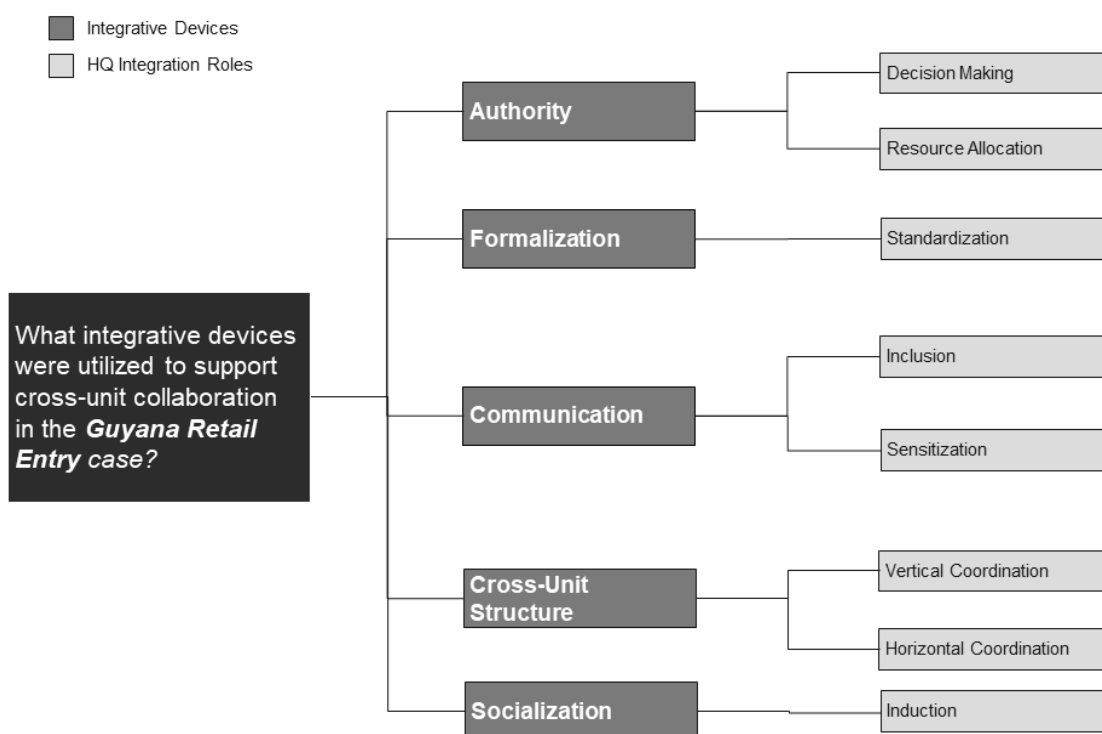 Integrative Devices
HQ Integration Roles
What integrative devices
were utilized to support
cross-unit collaboration
in the Guyana Retail
Entry case?
Authority
Decision Making
Resource Allocation
Formalization
Standardization
Communication
Inclusion
Sensitization
Cross-Unit
Structure
Vertical Coordination
Horizontal Coordination
Socialization
Induction